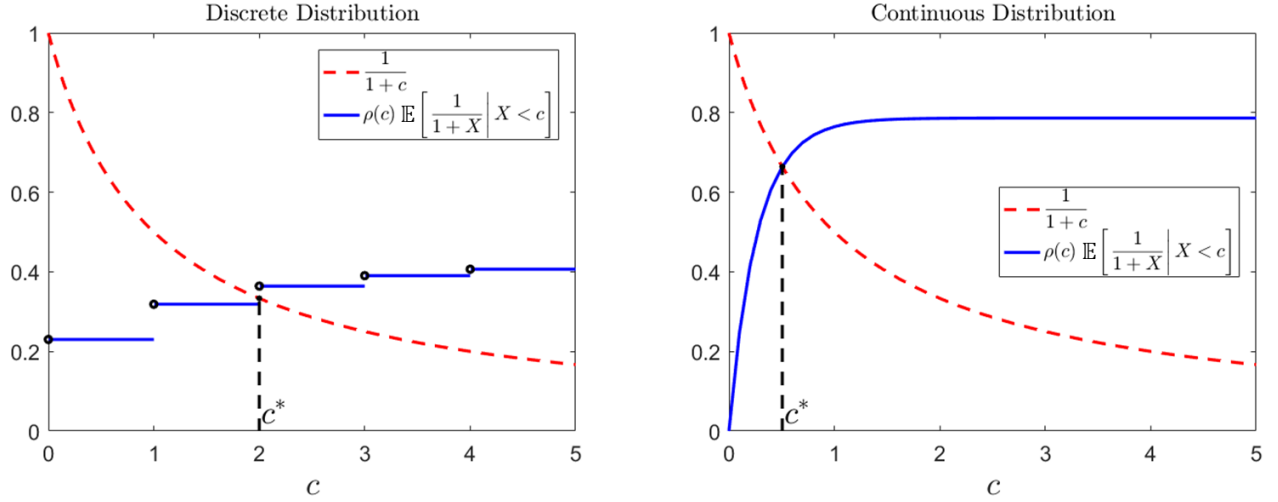 Discrete Distribution
1
0.8
0.6
0.4
0.2
0
0 1 2 3 4 5
c
c*
1
1 + c
ρ(c) 𝔼 [ 1 / 1 + X | X < c ]
Continuous Distribution
1
0.8
0.6
0.4
0.2
0
0 1 2 3 4 5
c
c*
1
1 + c
ρ(c) 𝔼 [ 1 / 1 + X | X < c ]